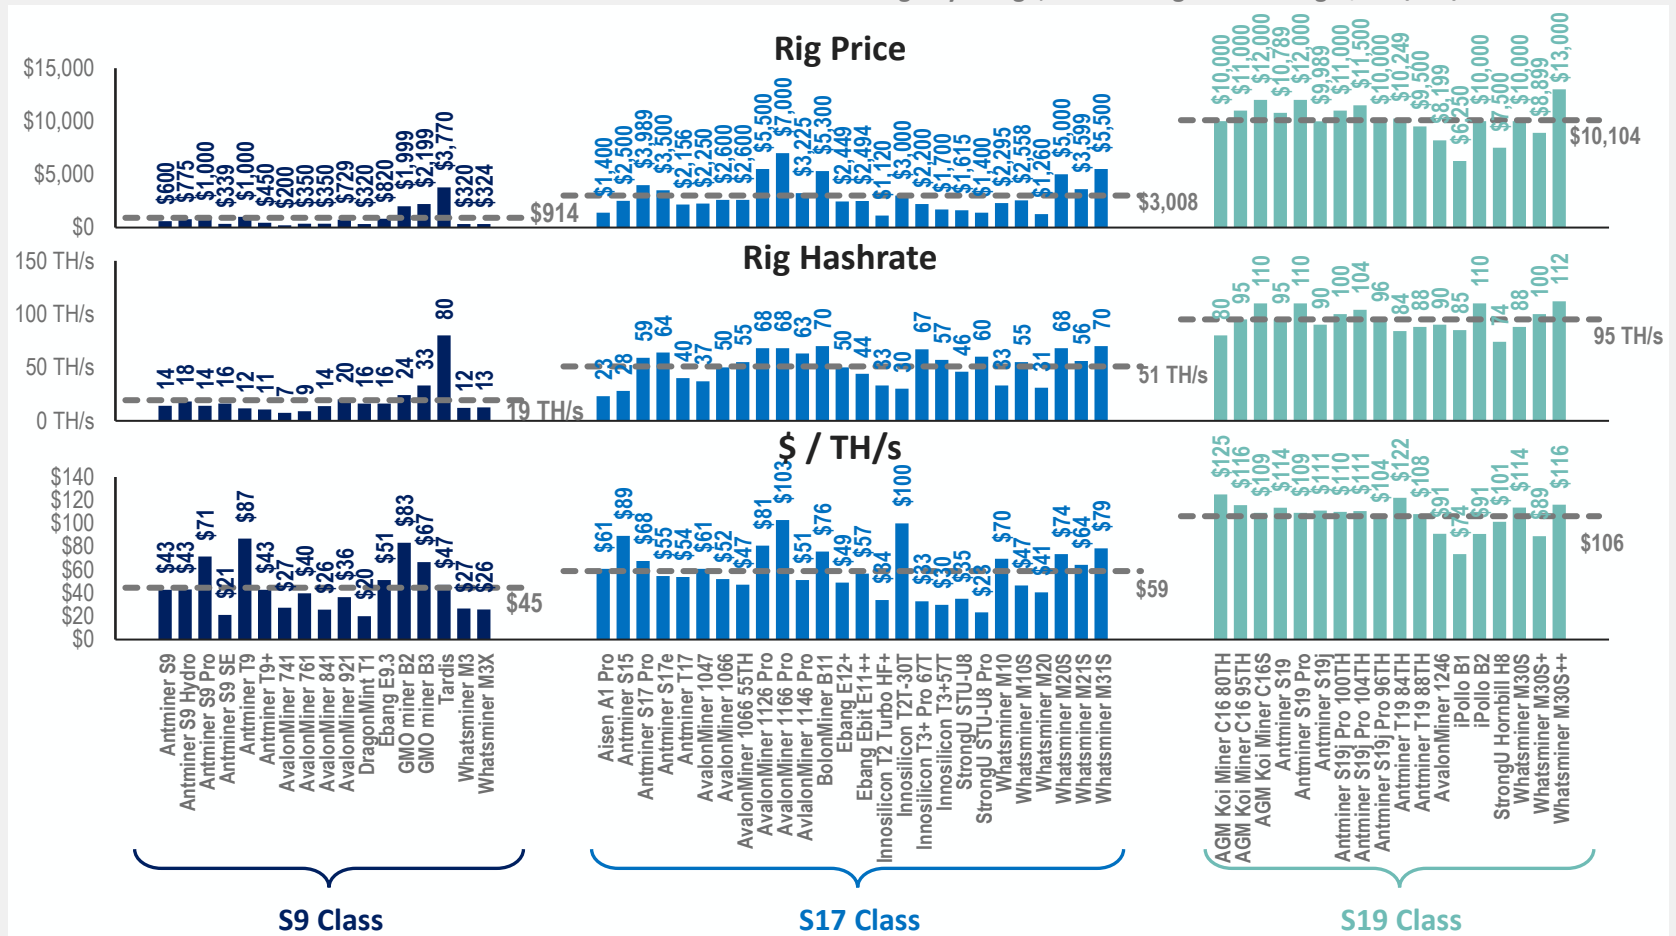 Rig Price
$15,000
$10,000
$5,000
$0
$600
$775
$1,000
$339
$1,000
$450
$200
$350
$350
$729
$320
$820
$1,999
$2,199
$3,770
$320
$324
$914
$1,400
$2,500
$3,989
$3,500
$2,156
$2,250
$2,600
$2,600
$5,500
$7,000
$3,225
$5,300
$2,449
$2,494
$1,120
$3,000
$2,200
$1,700
$1,615
$1,400
$2,295
$2,558
$1,260
$5,000
$3,599
$5,500
$3,008
$10,000
$11,000
$12,000
$10,789
$12,000
$9,989
$11,000
$11,500
$10,000
$10,249
$9,500
$8,199
$6,250
$10,000
$7,500
$10,000
$8,899
$13,000
$10,104
Rig Hashrate
150 TH/s
100 TH/s
50 TH/s
0 TH/s
14
18
14
16
12
11
7
9
14
20
16
16
24
33
80
12
13
19 TH/s
23
28
59
64
40
37
50
55
68
68
63
70
50
44
33
30
67
57
46
60
33
55
31
68
56
70
51 TH/s
80
95
110
95
110
90
100
104
96
84
88
90
85
110
74
88
100
112
95 TH/s
$ / TH/s
$140
$120
$100
$80
$60
$40
$20
$0
$43
$43
$71
$21
$87
$43
$27
$40
$26
$36
$20
$51
$83
$67
$47
$27
$26
$45
$61
$89
$68
$55
$54
$61
$52
$47
$81
$103
$51
$76
$49
$57
$34
$100
$33
$30
$35
$23
$70
$47
$41
$74
$64
$79
$59
$125
$116
$109
$114
$109
$111
$110
$111
$104
$122
$108
$91
$74
$91
$101
$114
$89
$116
$106
Antminer S9
Antminer S9 Hydro
Antminer S9 Pro
Antminer S9 SE
Antminer T9
Antminer T9+
AvalonMiner 741
AvalonMiner 761
AvalonMiner 841
AvalonMiner 921
DragonMint T1
Ebang E9.3
GMO miner B2
GMO miner B3
Tardis
Whatsminer M3
Whatsminer M3X
Aisen A1 Pro
Antminer S15
Antminer S17 Pro
Antminer S17e
Antminer T17
AvalonMiner 1047
AvalonMiner 1066
AvalonMiner 1066 55TH
AvalonMiner 1126 Pro
AvalonMiner 1166 Pro
AvlalonMiner 1146 Pro
BolonMiner B11
Ebang E12+
Ebang Ebit E11++
Innosilicon T2 Turbo HF+
Innosilicon T2T-30T
Innosilicon T3+ Pro 67T
Innosilicon T3+57T
StrongU STU-U8
StrongU STU-U8 Pro
Whatsminer M10
Whatsminer M10S
Whatsminer M20
Whatsminer M20S
Whatsminer M21S
Whatsminer M31S
AGM Koi Miner C16 80TH
AGM Koi Miner C16 95TH
AGM Koi Miner C16S
Antminer S19
Antminer S19 Pro
Antminer S19j
Antminer S19j Pro 100TH
Antminer S19j Pro 104TH
Antminer S19j Pro 96TH
Antminer T19 84TH
Antminer T19 88TH
AvalonMiner 1246
iPollo B1
iPollo B2
StrongU Hornbill H8
Whatsminer M30S
Whatsminer M30S+
Whatsminer M30S++
S9 Class
S17 Class
S19 Class